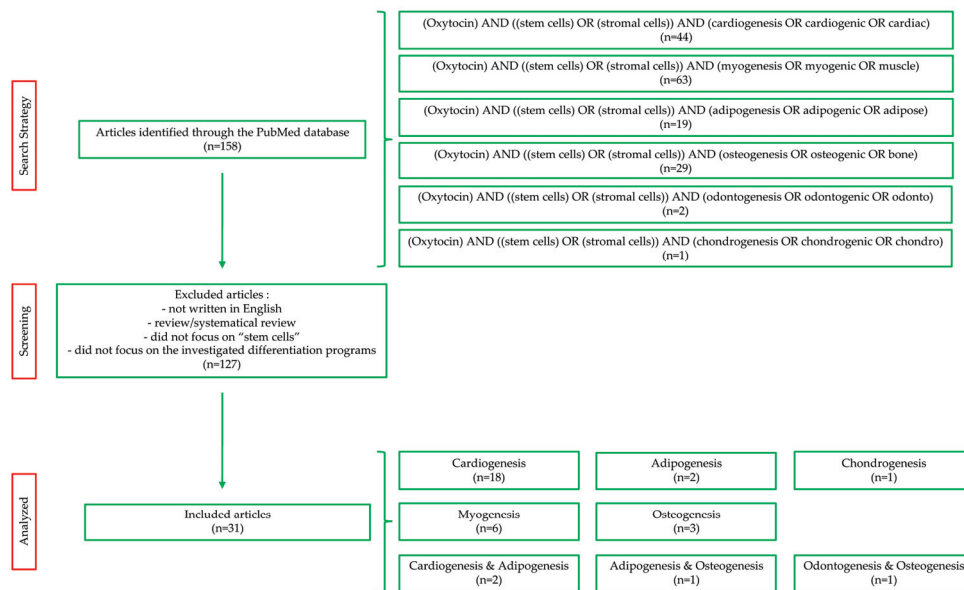 Search Strategy
Articles identified through the PubMed database
(n=158)
(Oxytocin) AND ((stem cells) OR (stromal cells)) AND (cardiogenesis OR cardiogenic OR cardiac)
(n=44)
(Oxytocin) AND ((stem cells) OR (stromal cells)) AND (myogenesis OR myogenic OR muscle)
(n=63)
(Oxytocin) AND ((stem cells) OR (stromal cells)) AND (adipogenesis OR adipogenic OR adipose)
(n=19)
(Oxytocin) AND ((stem cells) OR (stromal cells)) AND (osteogenesis OR osteogenic OR bone)
(n=29)
(Oxytocin) AND ((stem cells) OR (stromal cells)) AND (odontogenesis OR odontogenic OR odonto)
(n=2)
(Oxytocin) AND ((stem cells) OR (stromal cells)) AND (chondrogenesis OR chondrogenic OR chondro)
(n=1)
Screening
Excluded articles :
- not written in English
- review/systematical review
- did not focus on “stem cells”
- did not focus on the investigated differentiation programs
(n=127)
Analyzed
Included articles
(n=31)
Cardiogenesis
(n=18)
Adipogenesis
(n=2)
Chondrogenesis
(n=1)
Myogenesis
(n=6)
Osteogenesis
(n=3)
Cardiogenesis & Adipogenesis
(n=2)
Adipogenesis & Osteogenesis
(n=1)
Odontogenesis & Osteogenesis
(n=1)